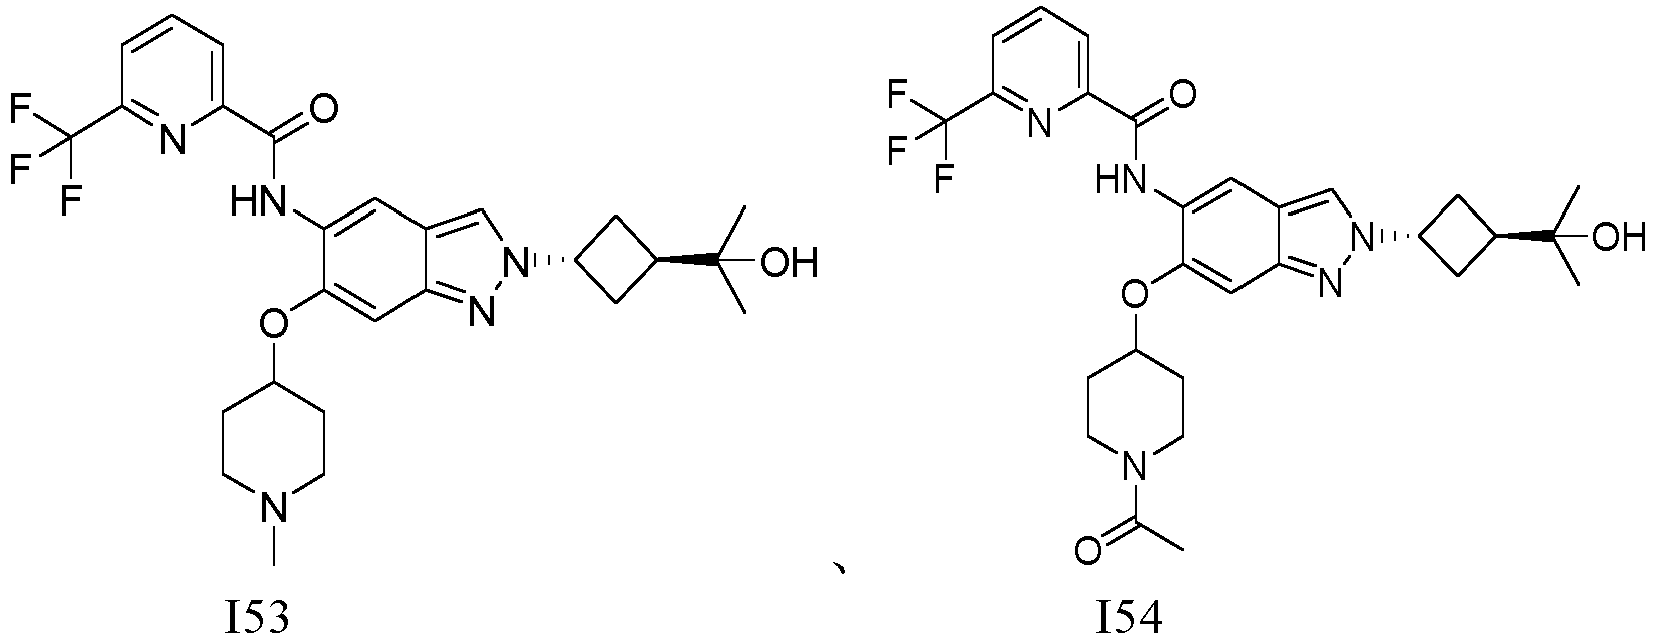 F F F N O HN N N OH O N
F F F N O HN N N OH O N O
、
I53 I54